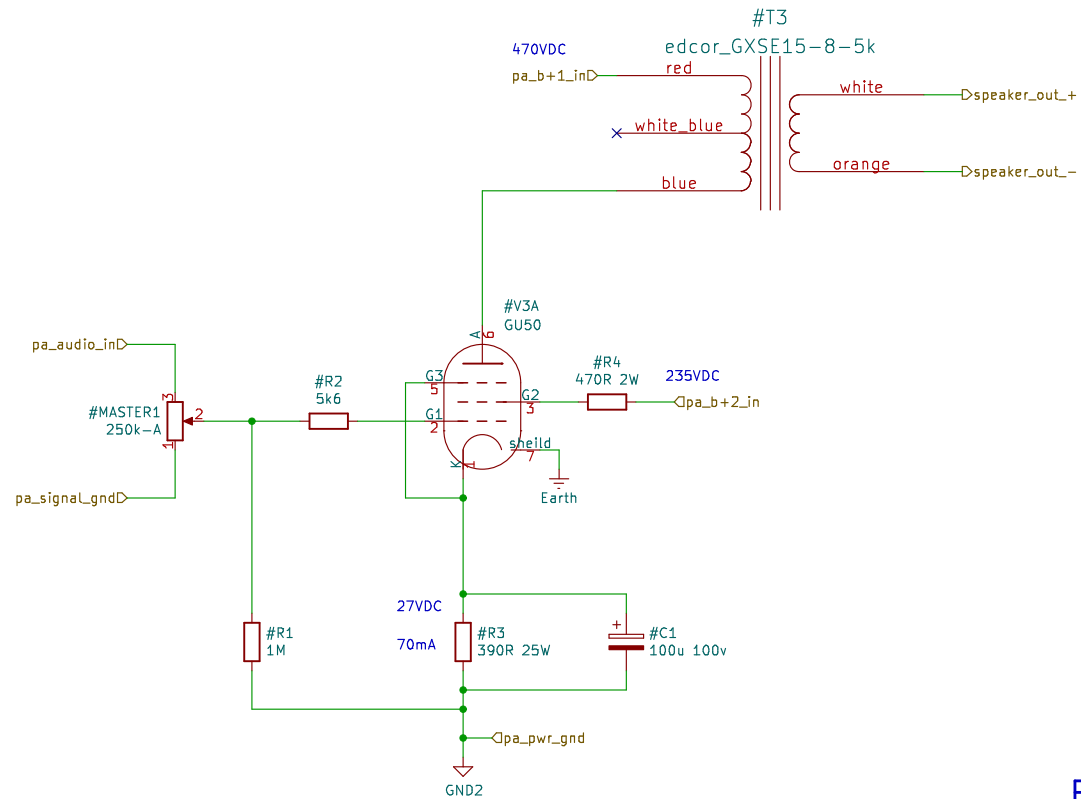 #T3
edcor_GXSE15-8-5k
470VDC
pa_b+1_in
red
white
speaker_out_+
white_blue
orange
speaker_out_-
blue
#V3A
GU50
A
6
pa_audio_in
#R4
470R 2W
235VDC
G3
5
#R2
5k6
G2
3
pa_b+2_in
3
#MASTER1
250k-A
2
1
G1
2
sheild
7
K
1
pa_signal_gnd
Earth
27VDC
70mA
#R1
1M
#R3
390R 25W
+
#C1
100u 100v
pa_pwr_gnd
GND2